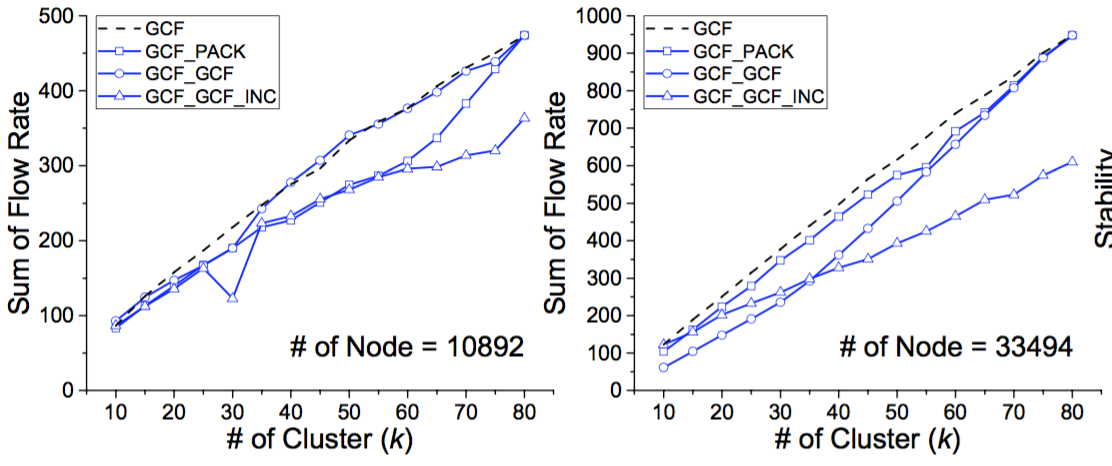 Sum of Flow Rate
500
400
300
200
100
0
GCF
GCF_PACK
GCF_GCF
GCF_GCF_INC
# of Node = 10892
10 20 30 40 50 60 70 80
# of Cluster (k)
Sum of Flow Rate
1000
900
800
700
600
500
400
300
200
100
0
GCF
GCF_PACK
GCF_GCF
GCF_GCF_INC
# of Node = 33494
10 20 30 40 50 60 70 80
# of Cluster (k)
Stability